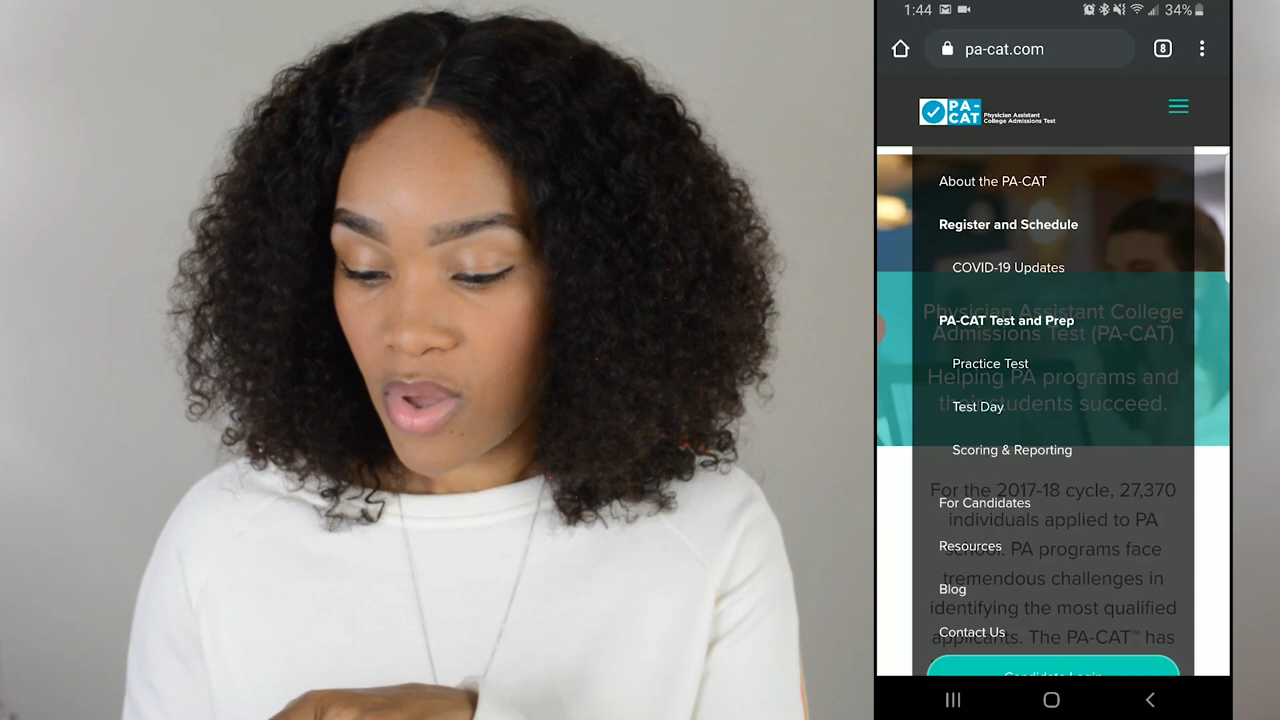 1:44
34%
pa-cat.com
8
PA-
CAT
Physician Assistant
College Admissions Test
About the PA-CAT
Register and Schedule
COVID-19 Updates
Physician Assistant College
PA-CAT Test and Prep
Admissions Test (PA-CAT)
Practice Test
Helping PA programs and
their students succeed.
Test Day
Scoring & Reporting
For the 2017-18 cycle, 27,370
For Candidates
individuals applied to PA
Resources
school. PA programs face
tremendous challenges in
Blog
identifying the most qualified
Contact Us
applicants. The PA-CAT™ has
Candidate Login